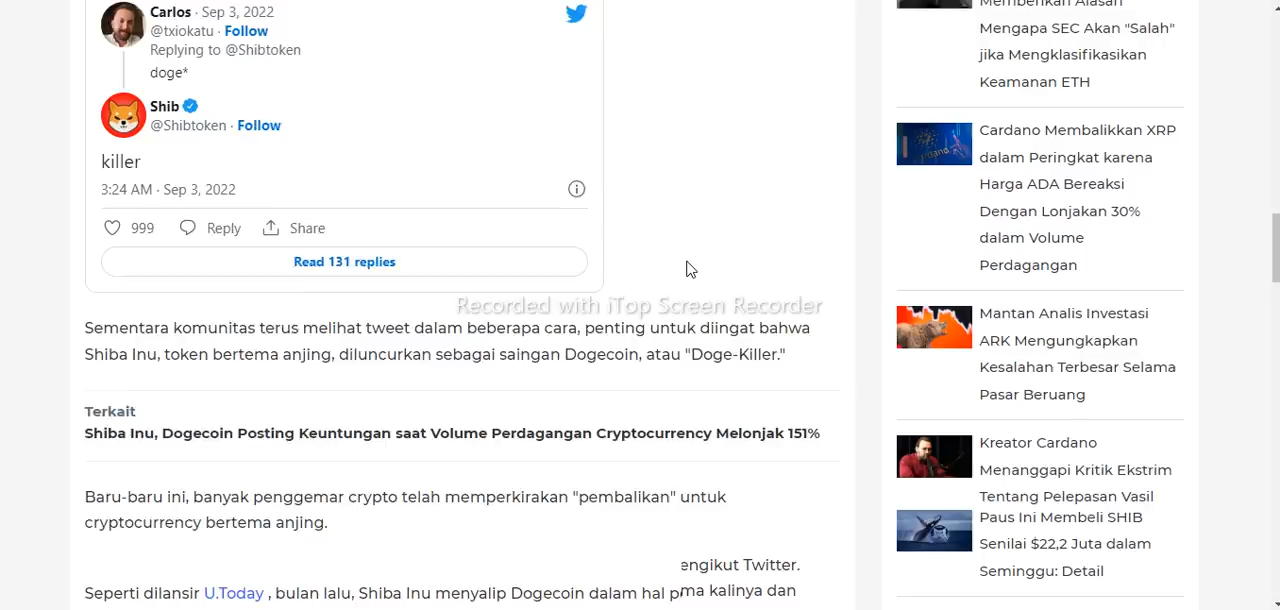 Carlos · Sep 3, 2022
@txiokatu · Follow
Replying to @Shibtoken
doge*
Shib
@Shibtoken · Follow
killer
3:24 AM · Sep 3, 2022
999 Reply Share
Read 131 replies
Recorded with iTop Screen Recorder
Sementara komunitas terus melihat tweet dalam beberapa cara, penting untuk diingat bahwa
Shiba Inu, token bertema anjing, diluncurkan sebagai saingan Dogecoin, atau "Doge-Killer."
Terkait
Shiba Inu, Dogecoin Posting Keuntungan saat Volume Perdagangan Cryptocurrency Melonjak 151%
Baru-baru ini, banyak penggemar crypto telah memperkirakan "pembalikan" untuk
cryptocurrency bertema anjing.
engikut Twitter.
Seperti dilansir U.Today , bulan lalu, Shiba Inu menyalip Dogecoin dalam hal
kalinya dan
Memberikan Alasan
Mengapa SEC Akan "Salah"
jika Mengklasifikasikan
Keamanan ETH
Cardano Membalikkan XRP
dalam Peringkat karena
Harga ADA Bereaksi
Dengan Lonjakan 30%
dalam Volume
Perdagangan
Mantan Analis Investasi
ARK Mengungkapkan
Kesalahan Terbesar Selama
Pasar Beruang
Kreator Cardano
Menanggapi Kritik Ekstrim
Tentang Pelepasan Vasil
Paus Ini Membeli SHIB
Senilai $22,2 Juta dalam
Seminggu: Detail